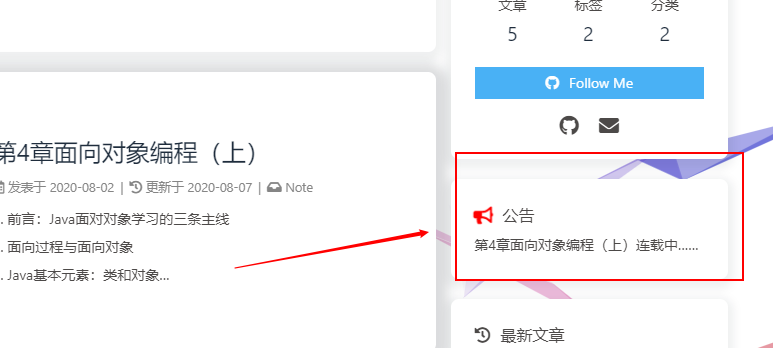 文章 标签 分类
5 2 2
Follow Me
第4章面向对象编程（上）
发表于 2020-08-02 | 更新于 2020-08-07 | Note
. 前言：Java面对对象学习的三条主线
. 面向过程与面向对象
. Java基本元素：类和对象...
公告
第4章面向对象编程（上）连载中......
最新文章